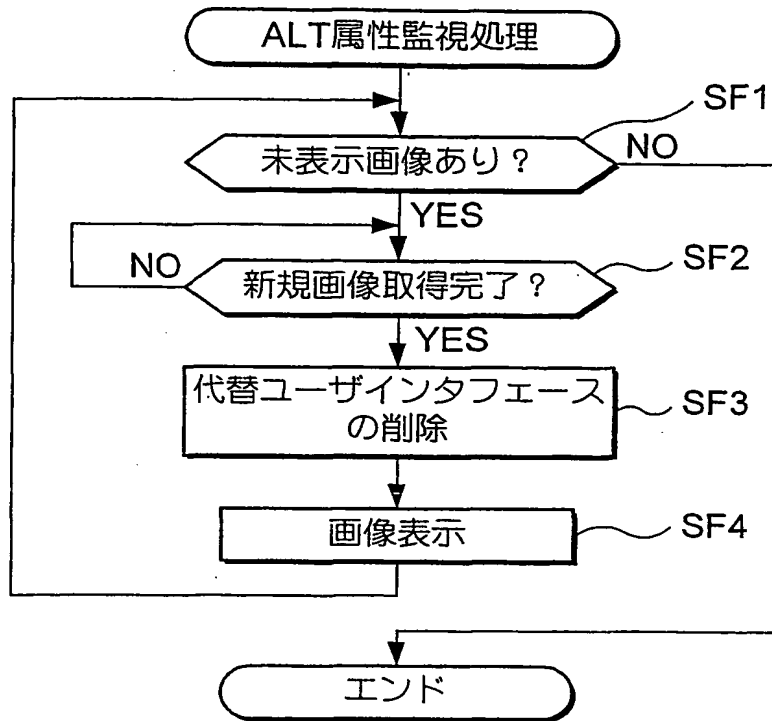 ALT属性監視処理
SF1
未表示画像あり？
NO
YES
SF2
NO
新規画像取得完了？
YES
代替ユーザインタフェース
の削除
SF3
画像表示
SF4
エンド